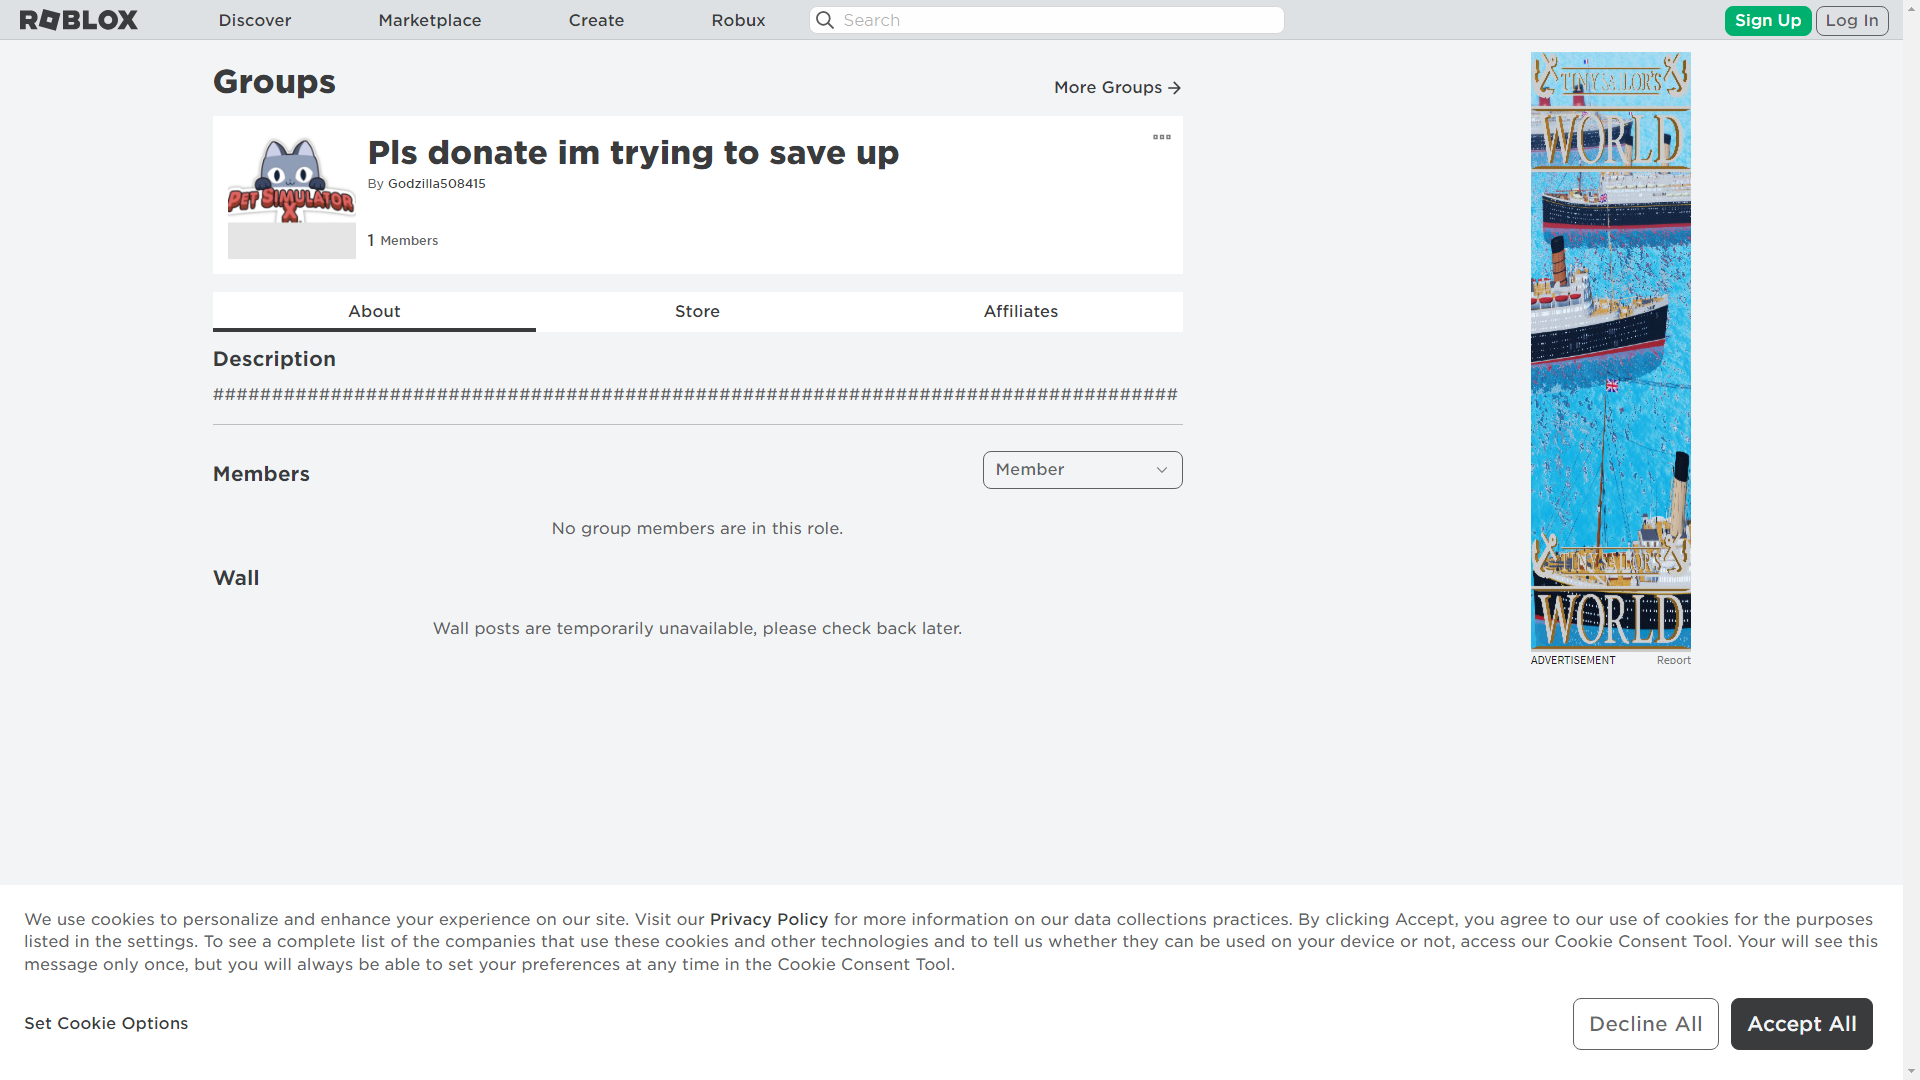 ROBLOX
Discover
Marketplace
Create
Robux
Search
Sign Up
Log In
Groups
More Groups
Pls donate im trying to save up
By Godzilla508415
PET SIMULATOR X
1 Members
About
Store
Affiliates
Description
##################################################################################
Members
Member
No group members are in this role.
Wall
Wall posts are temporarily unavailable, please check back later.
TINYSAILOR'S
WORLD
TINYSAILOR'S
WORLD
ADVERTISEMENT
Report
We use cookies to personalize and enhance your experience on our site. Visit our Privacy Policy for more information on our data collections practices. By clicking Accept, you agree to our use of cookies for the purposes
listed in the settings. To see a complete list of the companies that use these cookies and other technologies and to tell us whether they can be used on your device or not, access our Cookie Consent Tool. Your will see this
message only once, but you will always be able to set your preferences at any time in the Cookie Consent Tool.
Set Cookie Options
Decline All
Accept All